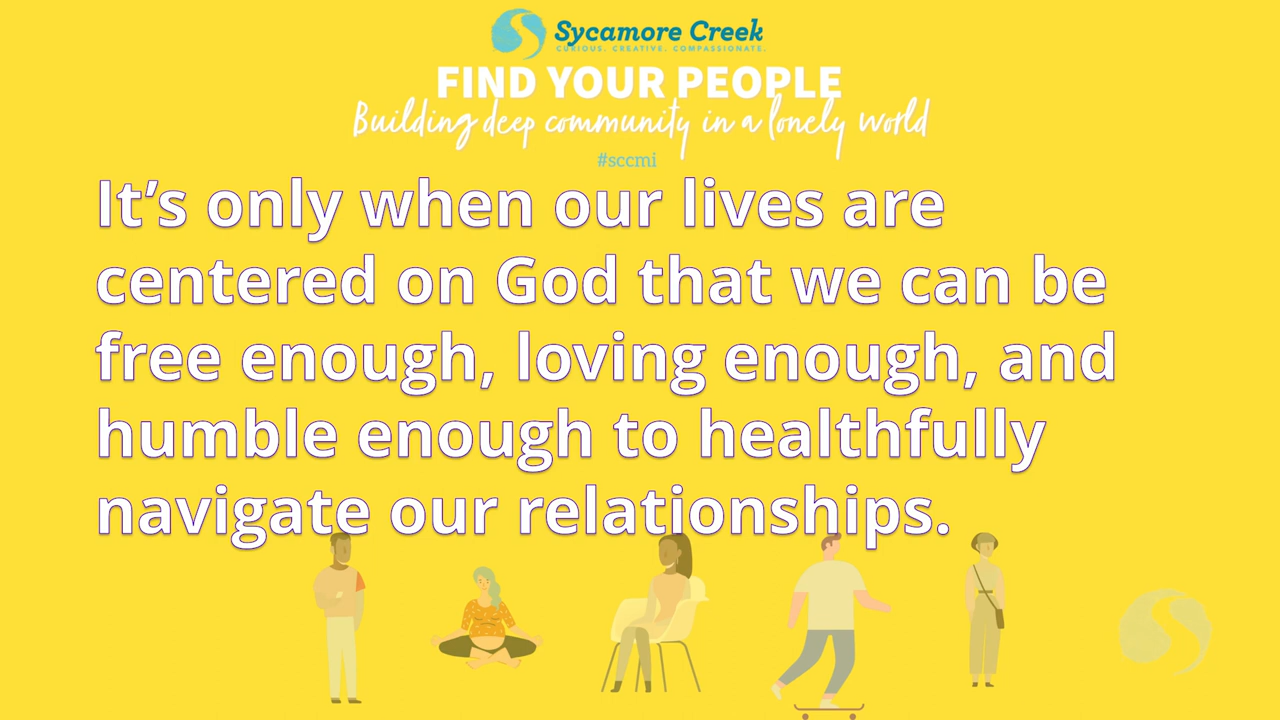 Sycamore Creek
CURIOUS. CREATIVE. COMPASSIONATE.
FIND YOUR PEOPLE
Building deep community in a lonely world
#sccmi
It’s only when our lives are
centered on God that we can be
free enough, loving enough, and
humble enough to healthfully
navigate our relationships.